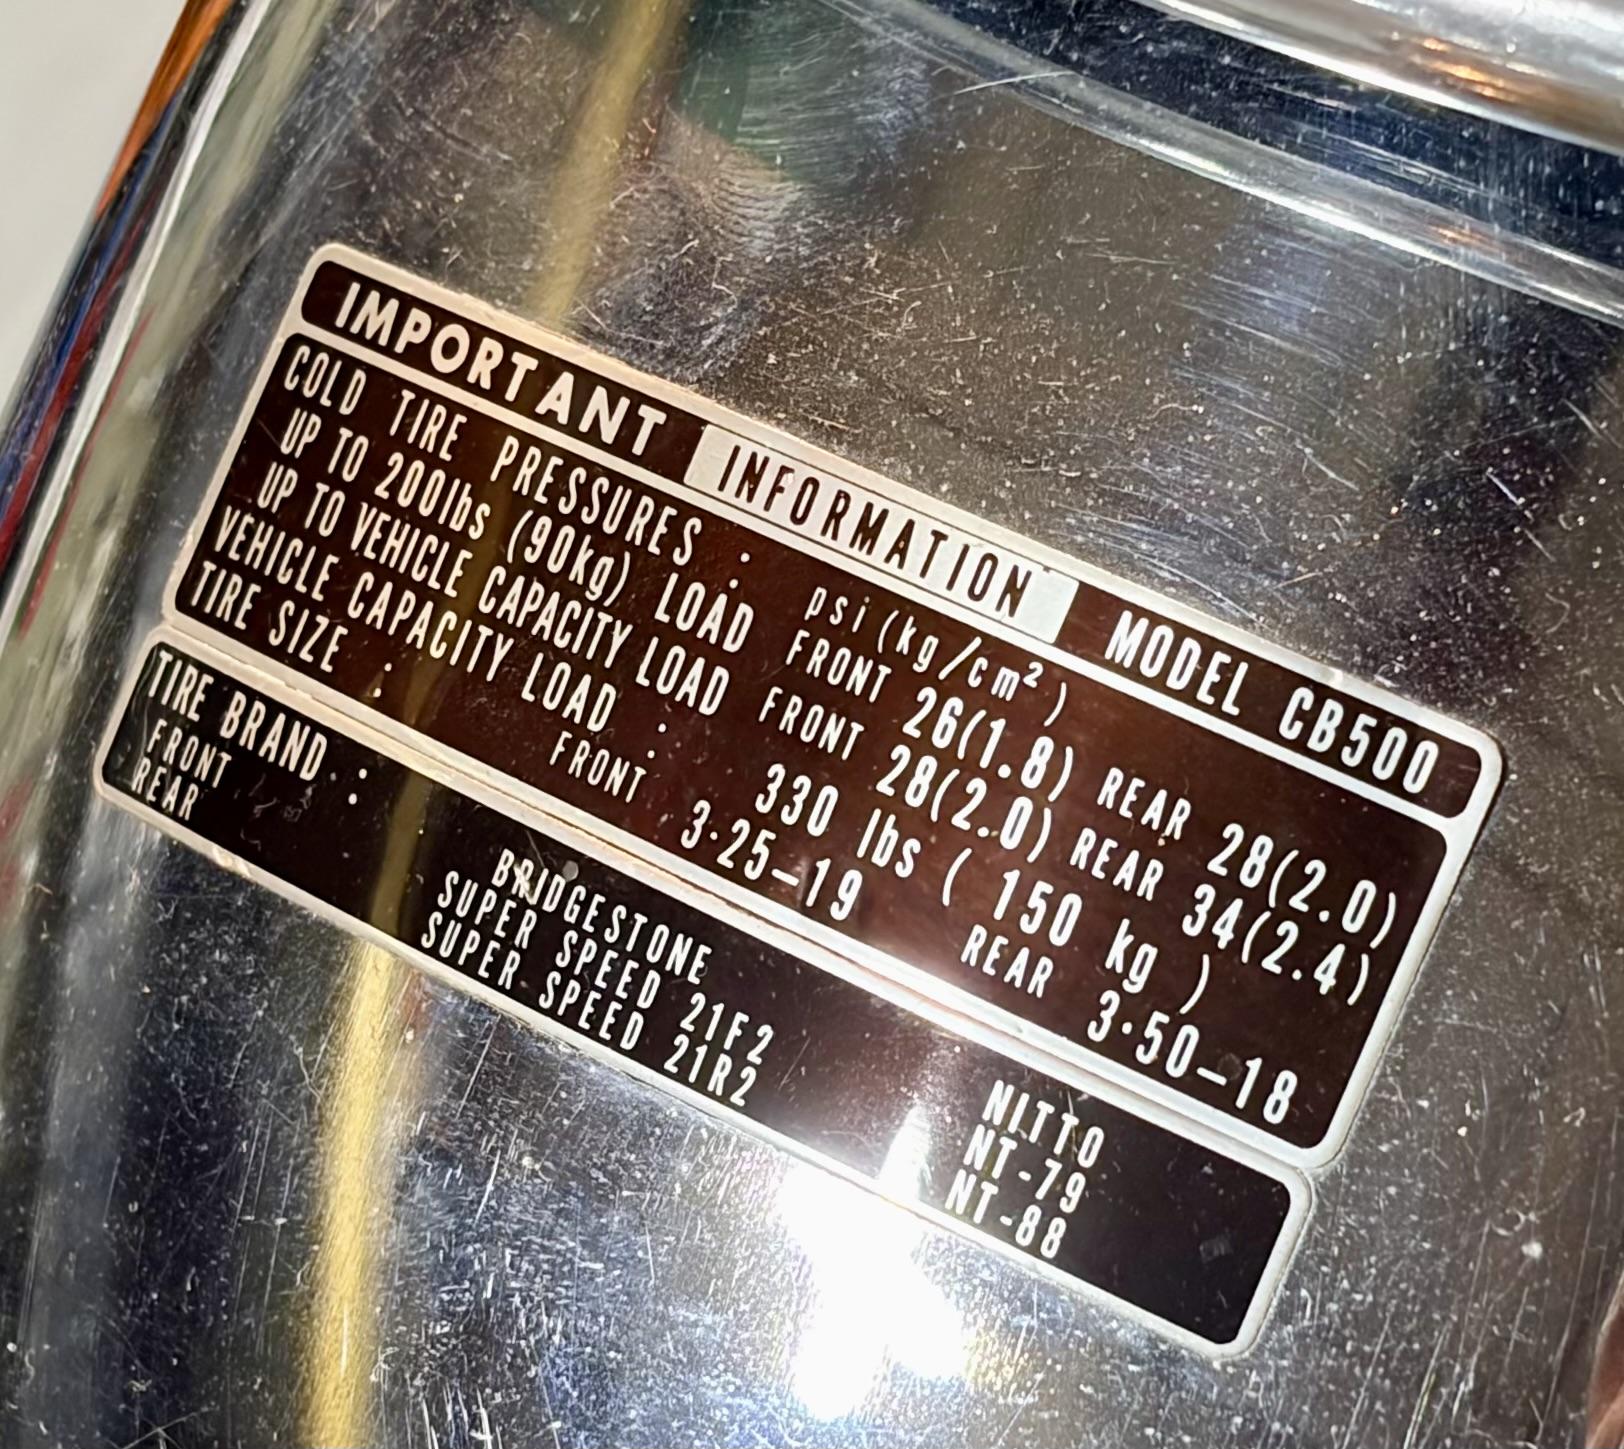 IMPORTANT INFORMATION MODEL CB500
COLD TIRE PRESSURES : psi (kg/cm²)
UP TO 200lbs (90kg) LOAD FRONT 26(1.8) REAR 28(2.0)
UP TO VEHICLE CAPACITY LOAD FRONT 28(2.0) REAR 34(2.4)
VEHICLE CAPACITY LOAD : 330 lbs ( 150 kg )
TIRE SIZE : FRONT 3·25–19 REAR 3·50–18
TIRE BRAND : BRIDGESTONE NITTO
FRONT SUPER SPEED 21F2 NT-79
REAR SUPER SPEED 21R2 NT-88